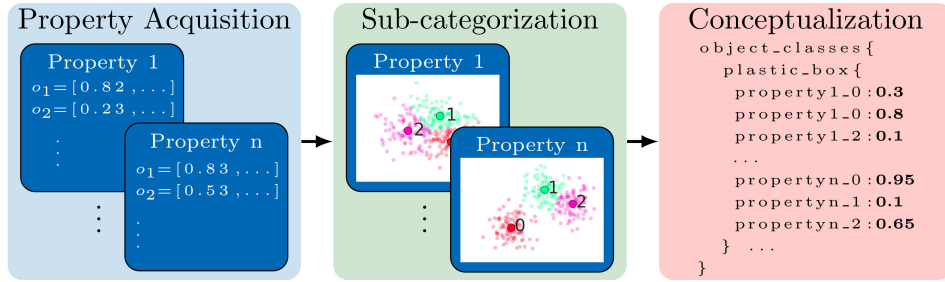 Property Acquisition
Property 1
o1=[0.82,...]
o2=[0.23,...]
.
.
.
Property n
o1=[0.83,...]
o2=[0.53,...]
.
.
.
⋮
Sub-categorization
Property 1
1
2
Property n
1
2
0
⋮
Conceptualization
object_classes{
plastic_box{
property1_0:0.3
property1_0:0.8
property1_2:0.1
...
propertyn_0:0.95
propertyn_1:0.1
propertyn_2:0.65
} ...
}